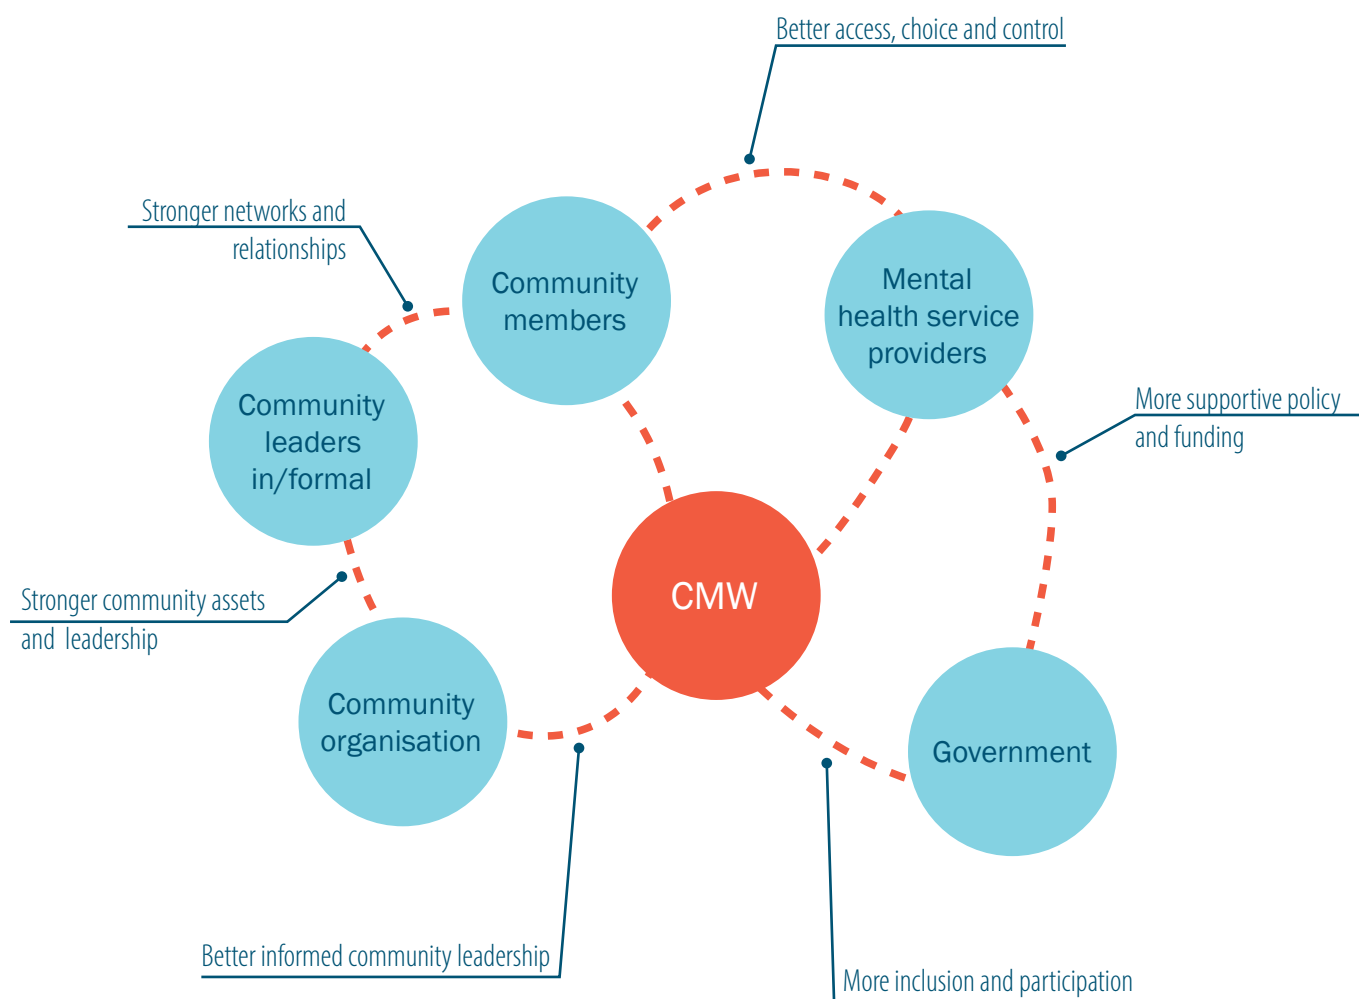 Better access, choice and control
Stronger networks and
relationships
Community
members
Mental
health service
providers
Community
leaders
in/formal
More supportive policy
and funding
CMW
Stronger community assets
and leadership
Community
organisation
Government
Better informed community leadership
More inclusion and participation